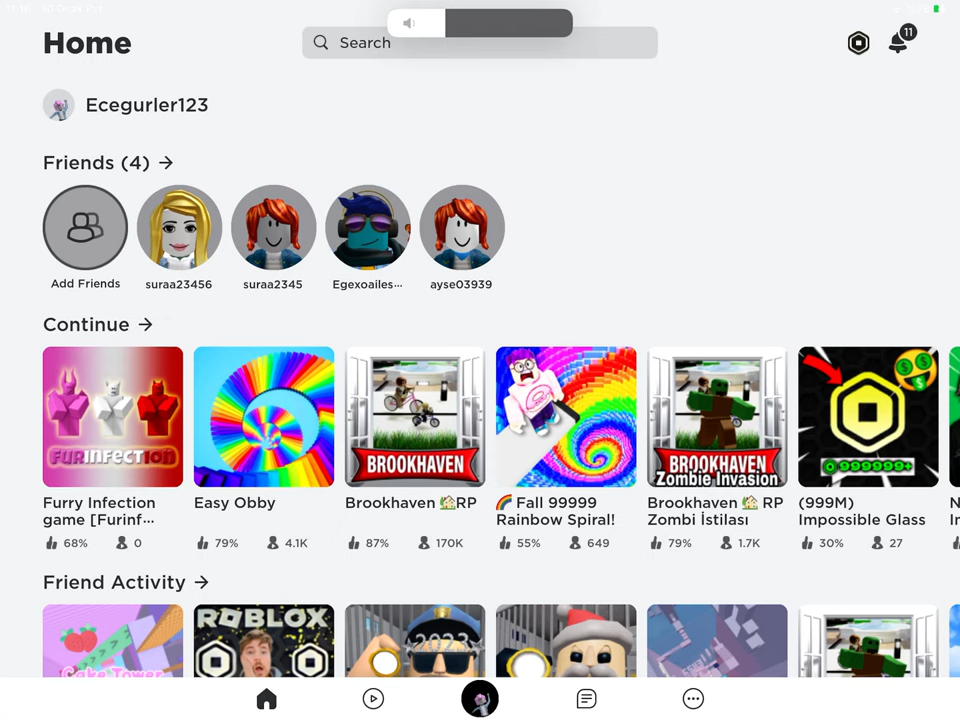 Home
Search
11
Ecegurler123
Friends (4) →
Add Friends
suraa23456
suraa2345
Egexoailes...
ayse03939
Continue →
FURINFECTION
BROOKHAVEN
BROOKHAVEN
Zombie Invasion
999999+
Furry Infection
game [Furinf...
Easy Obby
Brookhaven 🏡RP
🌈 Fall 99999
Rainbow Spiral!
Brookhaven 🏡 RP
Zombi İstilası
(999M)
Impossible Glass
68% 0
79% 4.1K
87% 170K
55% 649
79% 1.7K
30% 27
Friend Activity →
Cake Tower
ROBLOX
2023